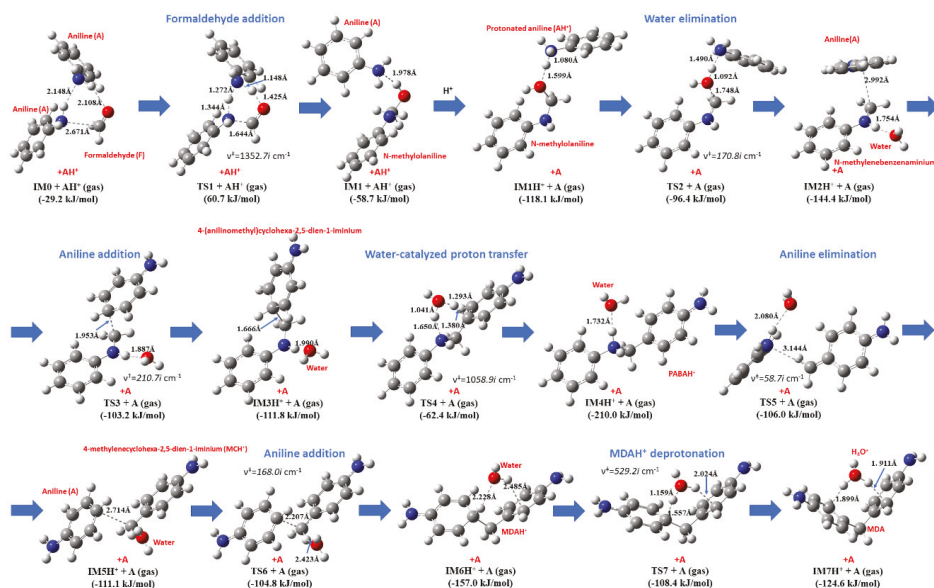 Formaldehyde addition
Water elimination
Aniline (A)
Aniline (A)
2.148Å
2.108Å
2.671Å
Formaldehyde (F)
+AH⁺
IM0 + AH⁺ (gas)
(-29.2 kJ/mol)
Aniline (A)
1.148Å
1.272Å
1.425Å
1.344Å
1.644Å
ν‡=1352.7i cm⁻¹
+AH⁺
TS1 + AH⁺ (gas)
(60.7 kJ/mol)
Aniline (A)
1.978Å
N-methylolaniline
+AH⁺
IM1 + AH⁺ (gas)
(-58.7 kJ/mol)
H⁺
Protonated aniline (AH⁺)
1.080Å
1.599Å
N-methylolaniline
+A
IM1H⁺ + A (gas)
(-118.1 kJ/mol)
1.490Å
1.092Å
1.748Å
ν‡=170.8i cm⁻¹
+A
TS2 + A (gas)
(-96.4 kJ/mol)
Aniline(A)
2.992Å
1.754Å
Water
N-methylenebenzenaminium
+A
IM2H⁺ + A (gas)
(-144.4 kJ/mol)
Aniline addition
4-(anilinomethyl)cyclohexa-2,5-dien-1-iminium
Water-catalyzed proton transfer
Aniline elimination
1.953Å
1.887Å
ν‡=210.7i cm⁻¹
+A
TS3 + A (gas)
(-103.2 kJ/mol)
1.666Å
1.990Å
Water
+A
IM3H⁺ + A (gas)
(-111.8 kJ/mol)
1.293Å
1.041Å
1.650Å
1.380Å
ν‡=1058.9i cm⁻¹
+A
TS4 + A (gas)
(-62.4 kJ/mol)
Water
1.732Å
PABAH⁺
+A
IM4H⁺ + A (gas)
(-210.0 kJ/mol)
2.080Å
3.144Å
ν‡=58.7i cm⁻¹
+A
TS5 + A (gas)
(-106.0 kJ/mol)
4-methylenecyclohexa-2,5-dien-1-iminium (MCH⁺)
Aniline addition
MDAH⁺ deprotonation
Aniline (A)
2.714Å
Water
+A
IM5H⁺ + A (gas)
(-111.1 kJ/mol)
ν‡=168.0i cm⁻¹
2.207Å
2.423Å
+A
TS6 + A (gas)
(-104.8 kJ/mol)
Water
2.485Å
2.228Å
MDAH⁺
+A
IM6H⁺ + A (gas)
(-157.0 kJ/mol)
ν‡=529.2i cm⁻¹
2.024Å
1.159Å
1.557Å
+A
TS7 + A (gas)
(-108.4 kJ/mol)
H₃O⁺
1.911Å
1.899Å
MDA
+A
IM7H⁺ + A (gas)
(-124.6 kJ/mol)